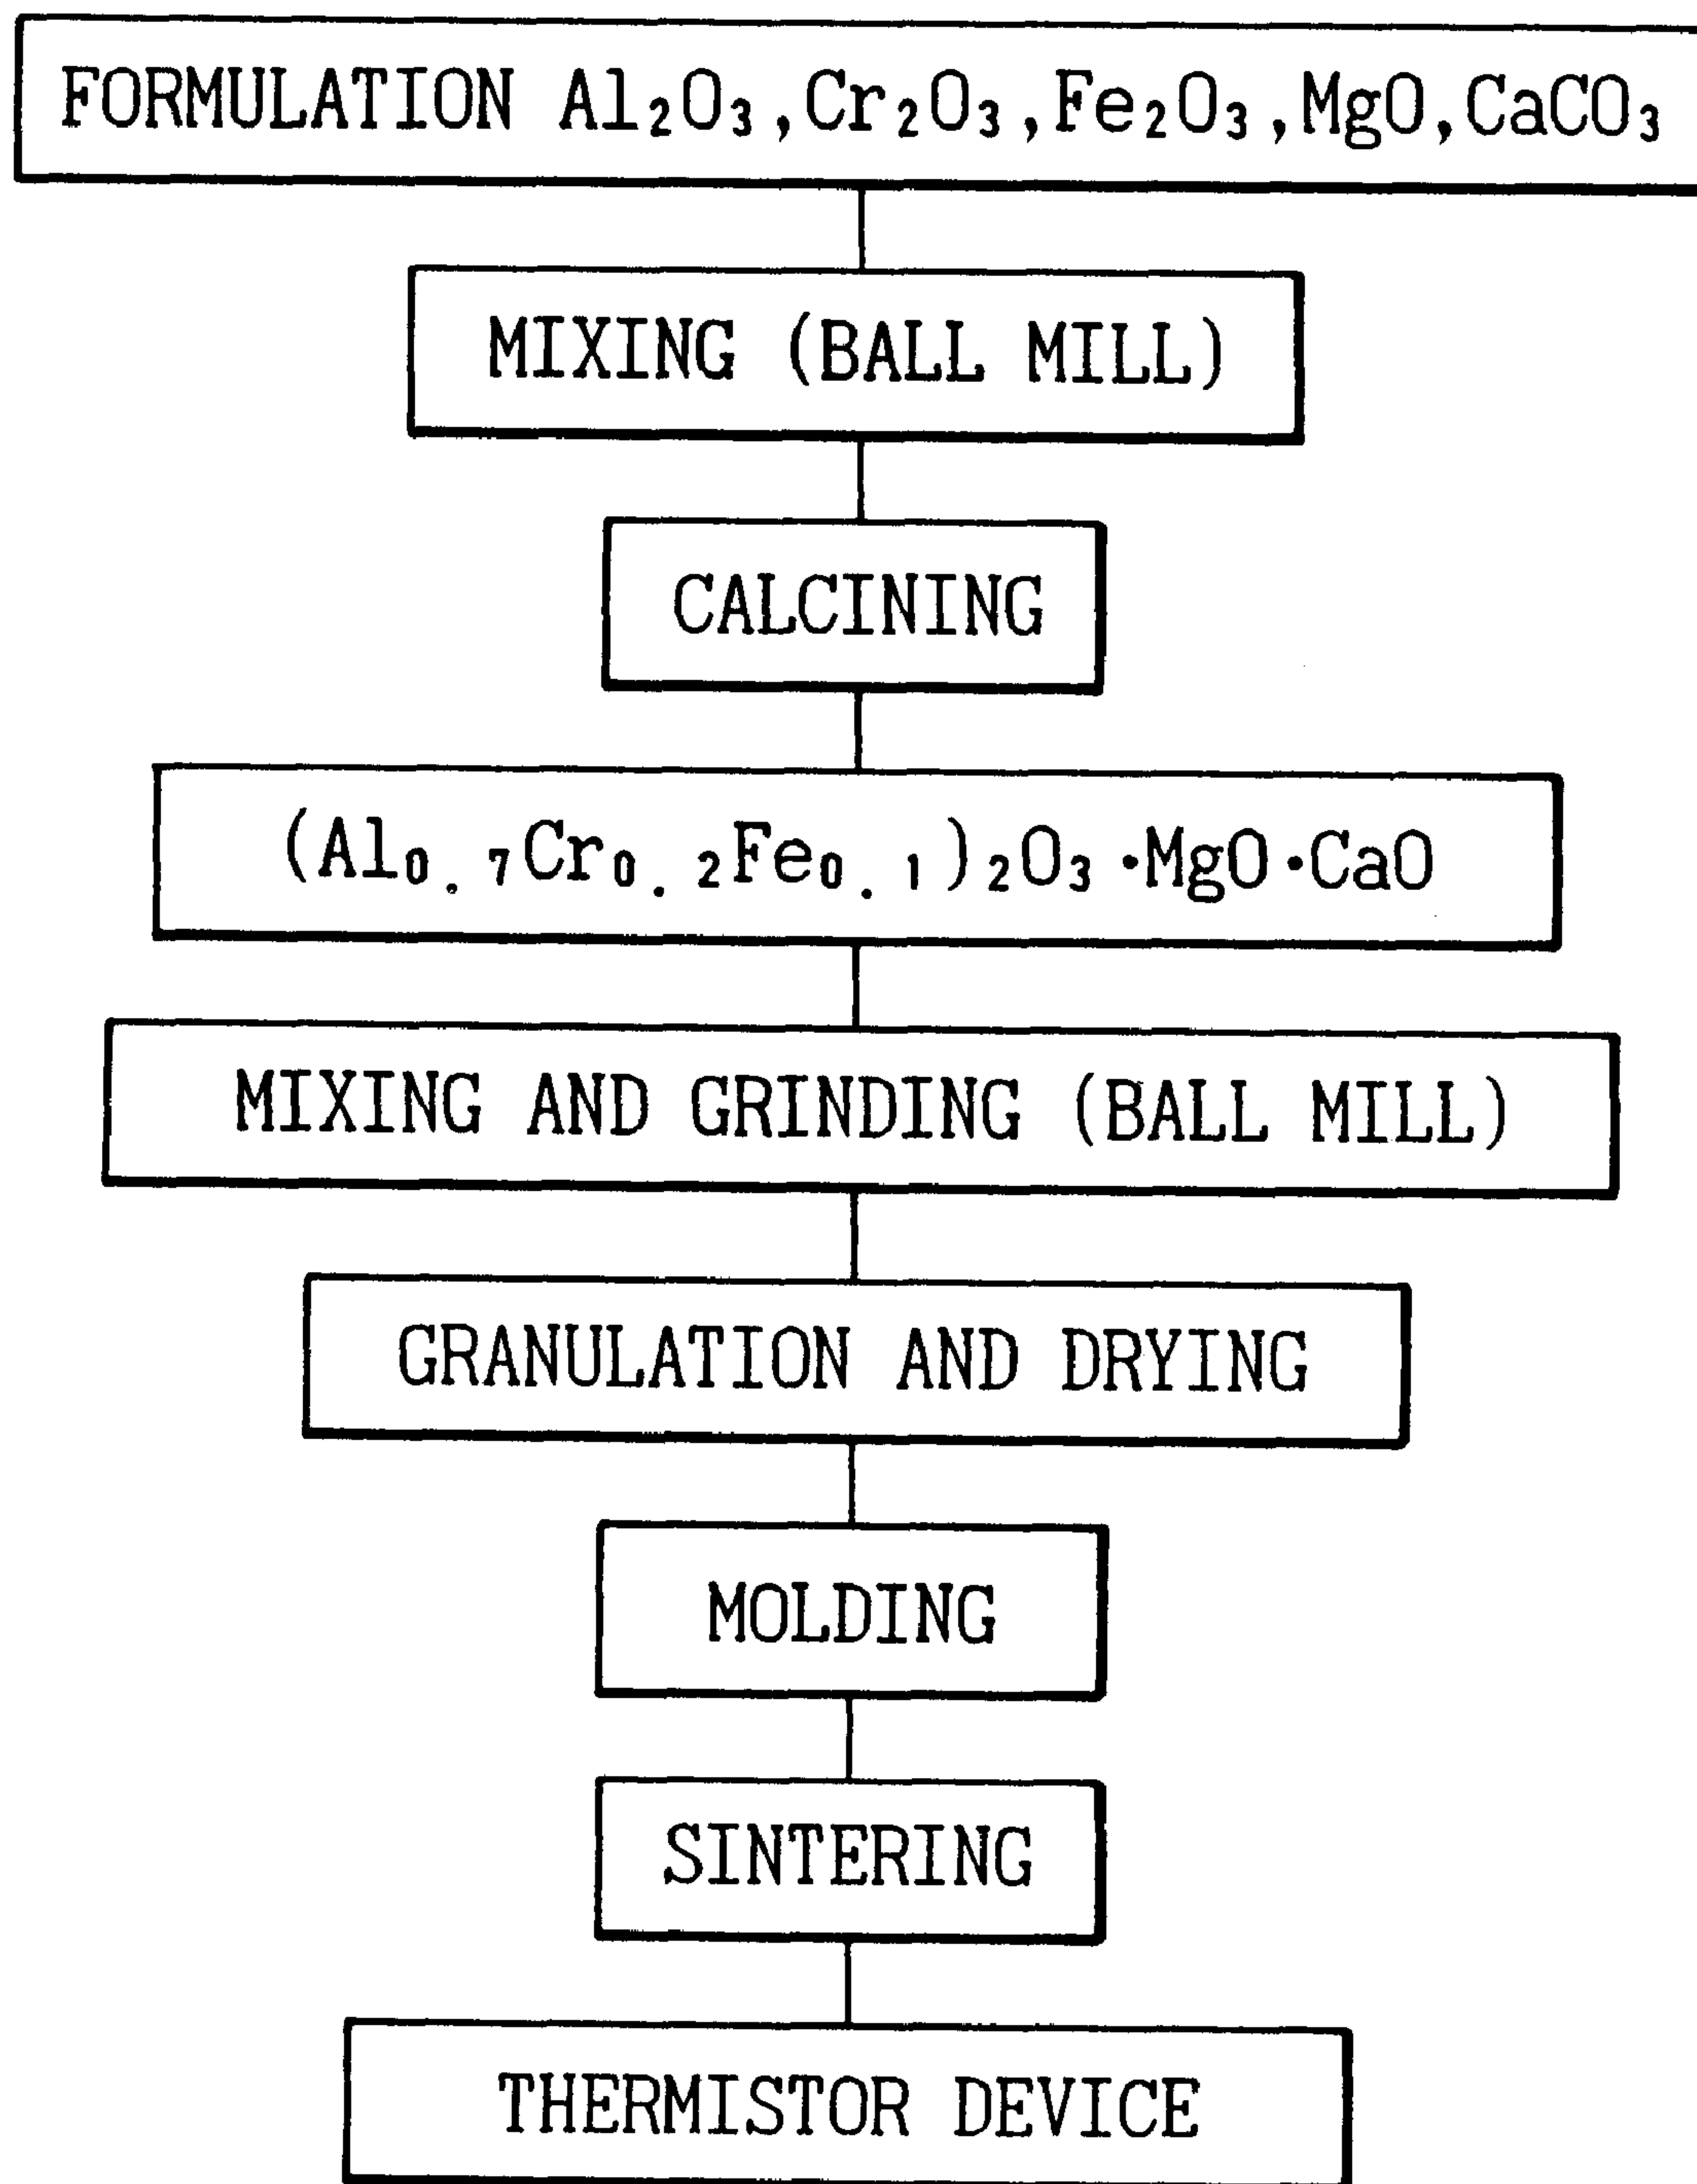 FORMULATION Al₂O₃,Cr₂O₃,Fe₂O₃,MgO,CaCO₃
MIXING (BALL MILL)
CALCINING
(Al₀.₇Cr₀.₂Fe₀.₁)₂O₃·MgO·CaO
MIXING AND GRINDING (BALL MILL)
GRANULATION AND DRYING
MOLDING
SINTERING
THERMISTOR DEVICE